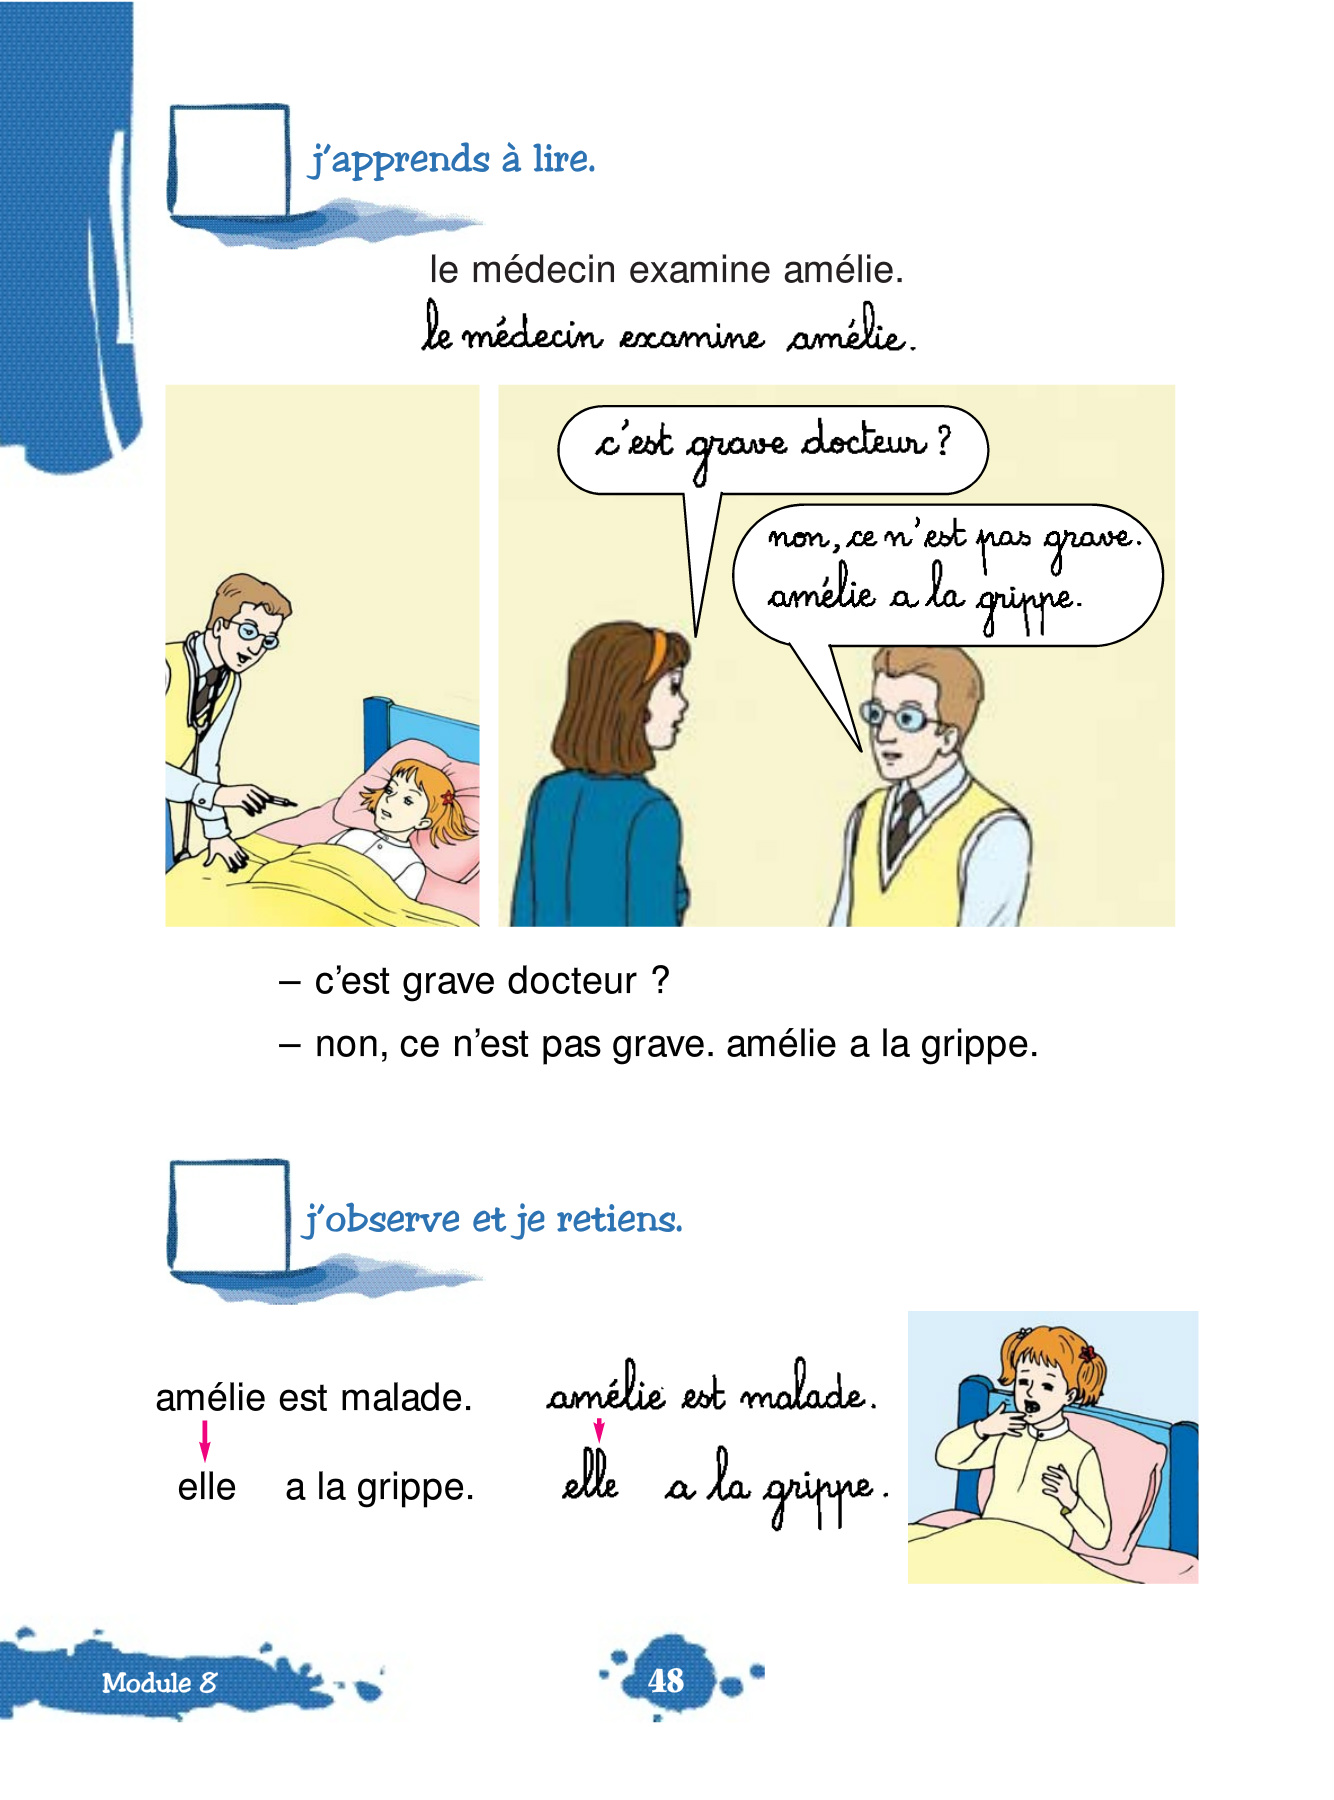 j'apprends à lire.
le médecin examine amélie.
le médecin examine amélie.
c'est grave docteur ?
non, ce n'est pas grave.
amélie a la grippe.
– c'est grave docteur ?
– non, ce n'est pas grave. amélie a la grippe.
j'observe et je retiens.
amélie est malade. amélie est malade.
elle a la grippe. elle a la grippe.
Module 8
48